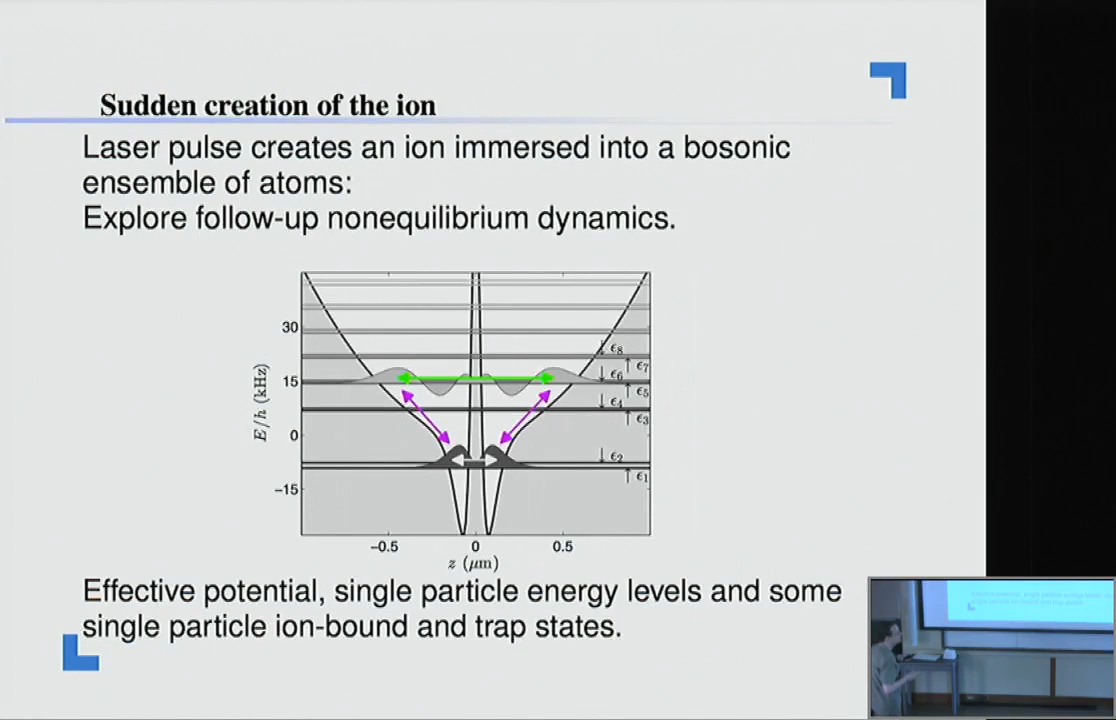 Sudden creation of the ion
Laser pulse creates an ion immersed into a bosonic
ensemble of atoms:
Explore follow-up nonequilibrium dynamics.
30
15
0
−15
E/h (kHz)
↓ ϵ8
↑ ϵ7
↓ ϵ6
↑ ϵ5
↓ ϵ4
↑ ϵ3
↓ ϵ2
↑ ϵ1
−0.5 0 0.5
z (μm)
Effective potential, single particle energy levels and some
single particle ion-bound and trap states.